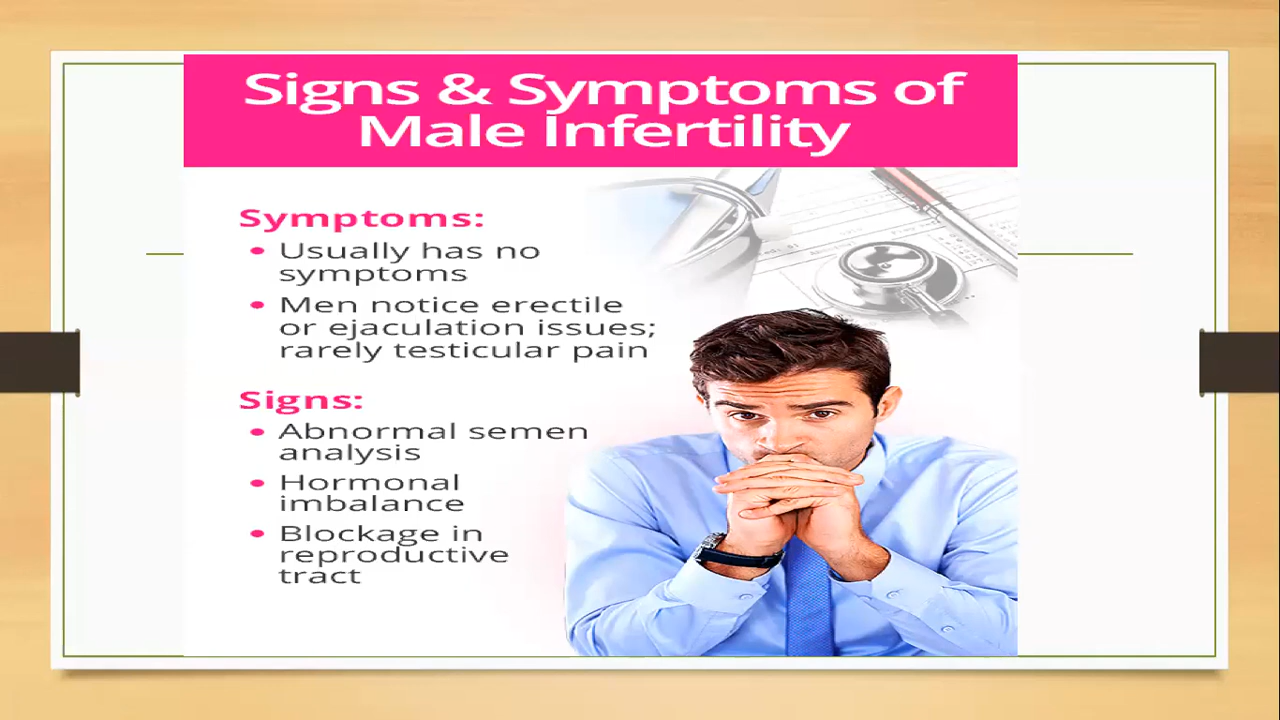 Signs & Symptoms of
Male Infertility
Symptoms:
• Usually has no
symptoms
• Men notice erectile
or ejaculation issues;
rarely testicular pain
Signs:
• Abnormal semen
analysis
• Hormonal
imbalance
• Blockage in
reproductive
tract